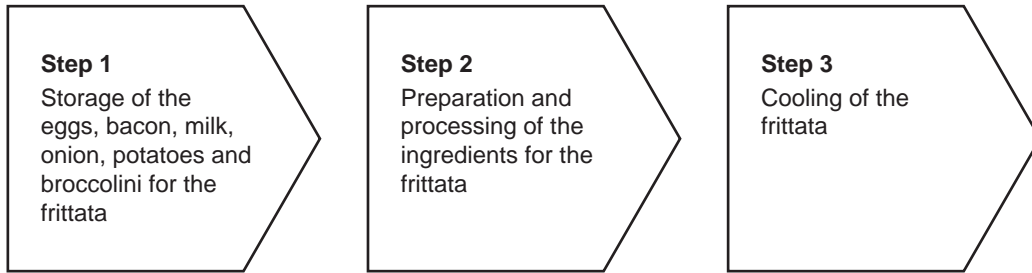 Step 1
Storage of the
eggs, bacon, milk,
onion, potatoes and
broccolini for the
frittata
Step 2
Preparation and
processing of the
ingredients for the
frittata
Step 3
Cooling of the
frittata